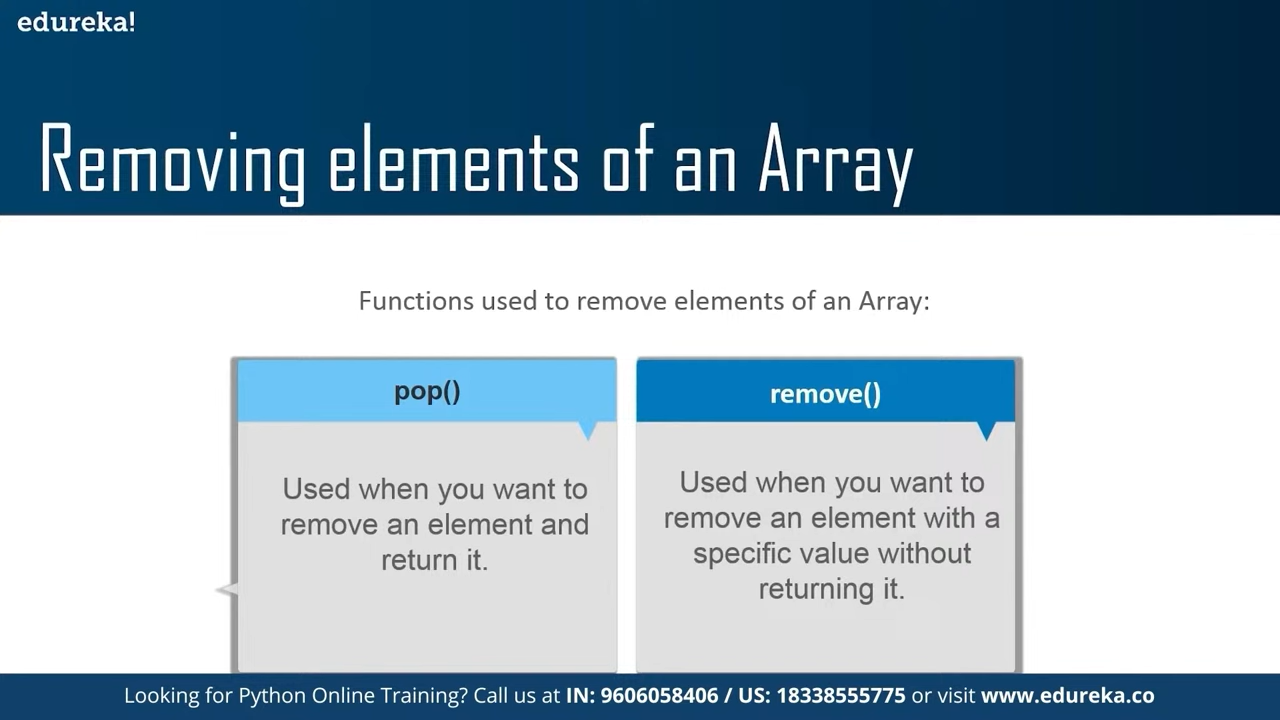 edureka!
Removing elements of an Array
Functions used to remove elements of an Array:
pop()
Used when you want to
remove an element and
return it.
remove()
Used when you want to
remove an element with a
specific value without
returning it.
Looking for Python Online Training? Call us at IN: 9606058406 / US: 18338555775 or visit www.edureka.co